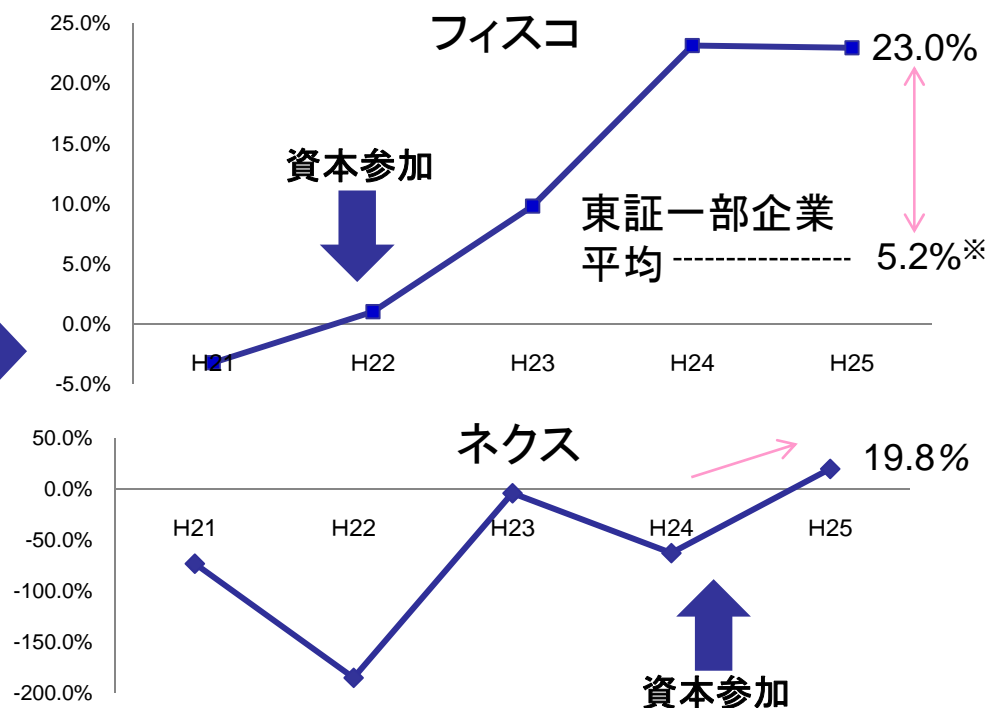 フィスコ
25.0%
20.0%
15.0%
10.0%
5.0%
0.0%
-5.0%
23.0%
資本参加
東証一部企業
平均
5.2%※
H21
H22
H23
H24
H25
ネクス
50.0%
0.0%
-50.0%
-100.0%
-150.0%
-200.0%
19.8%
H21
H22
H23
H24
H25
資本参加